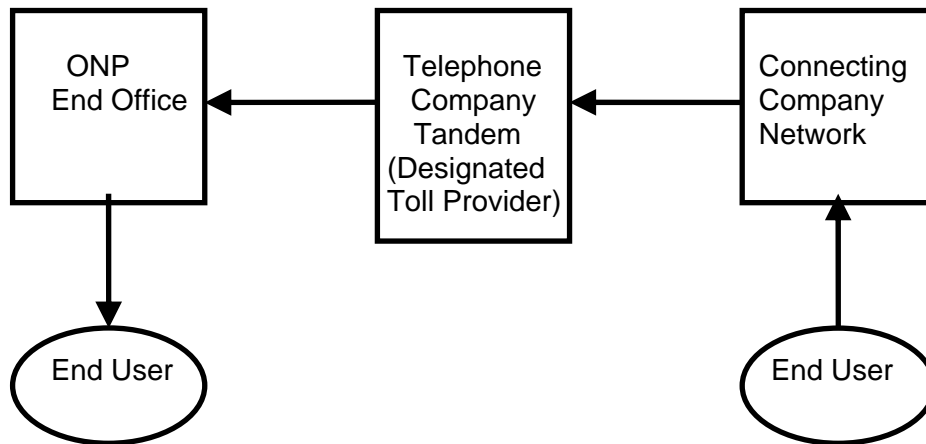 ONP
End Office
Telephone
Company
Tandem
(Designated
Toll Provider)
Connecting
Company
Network
End User
End User